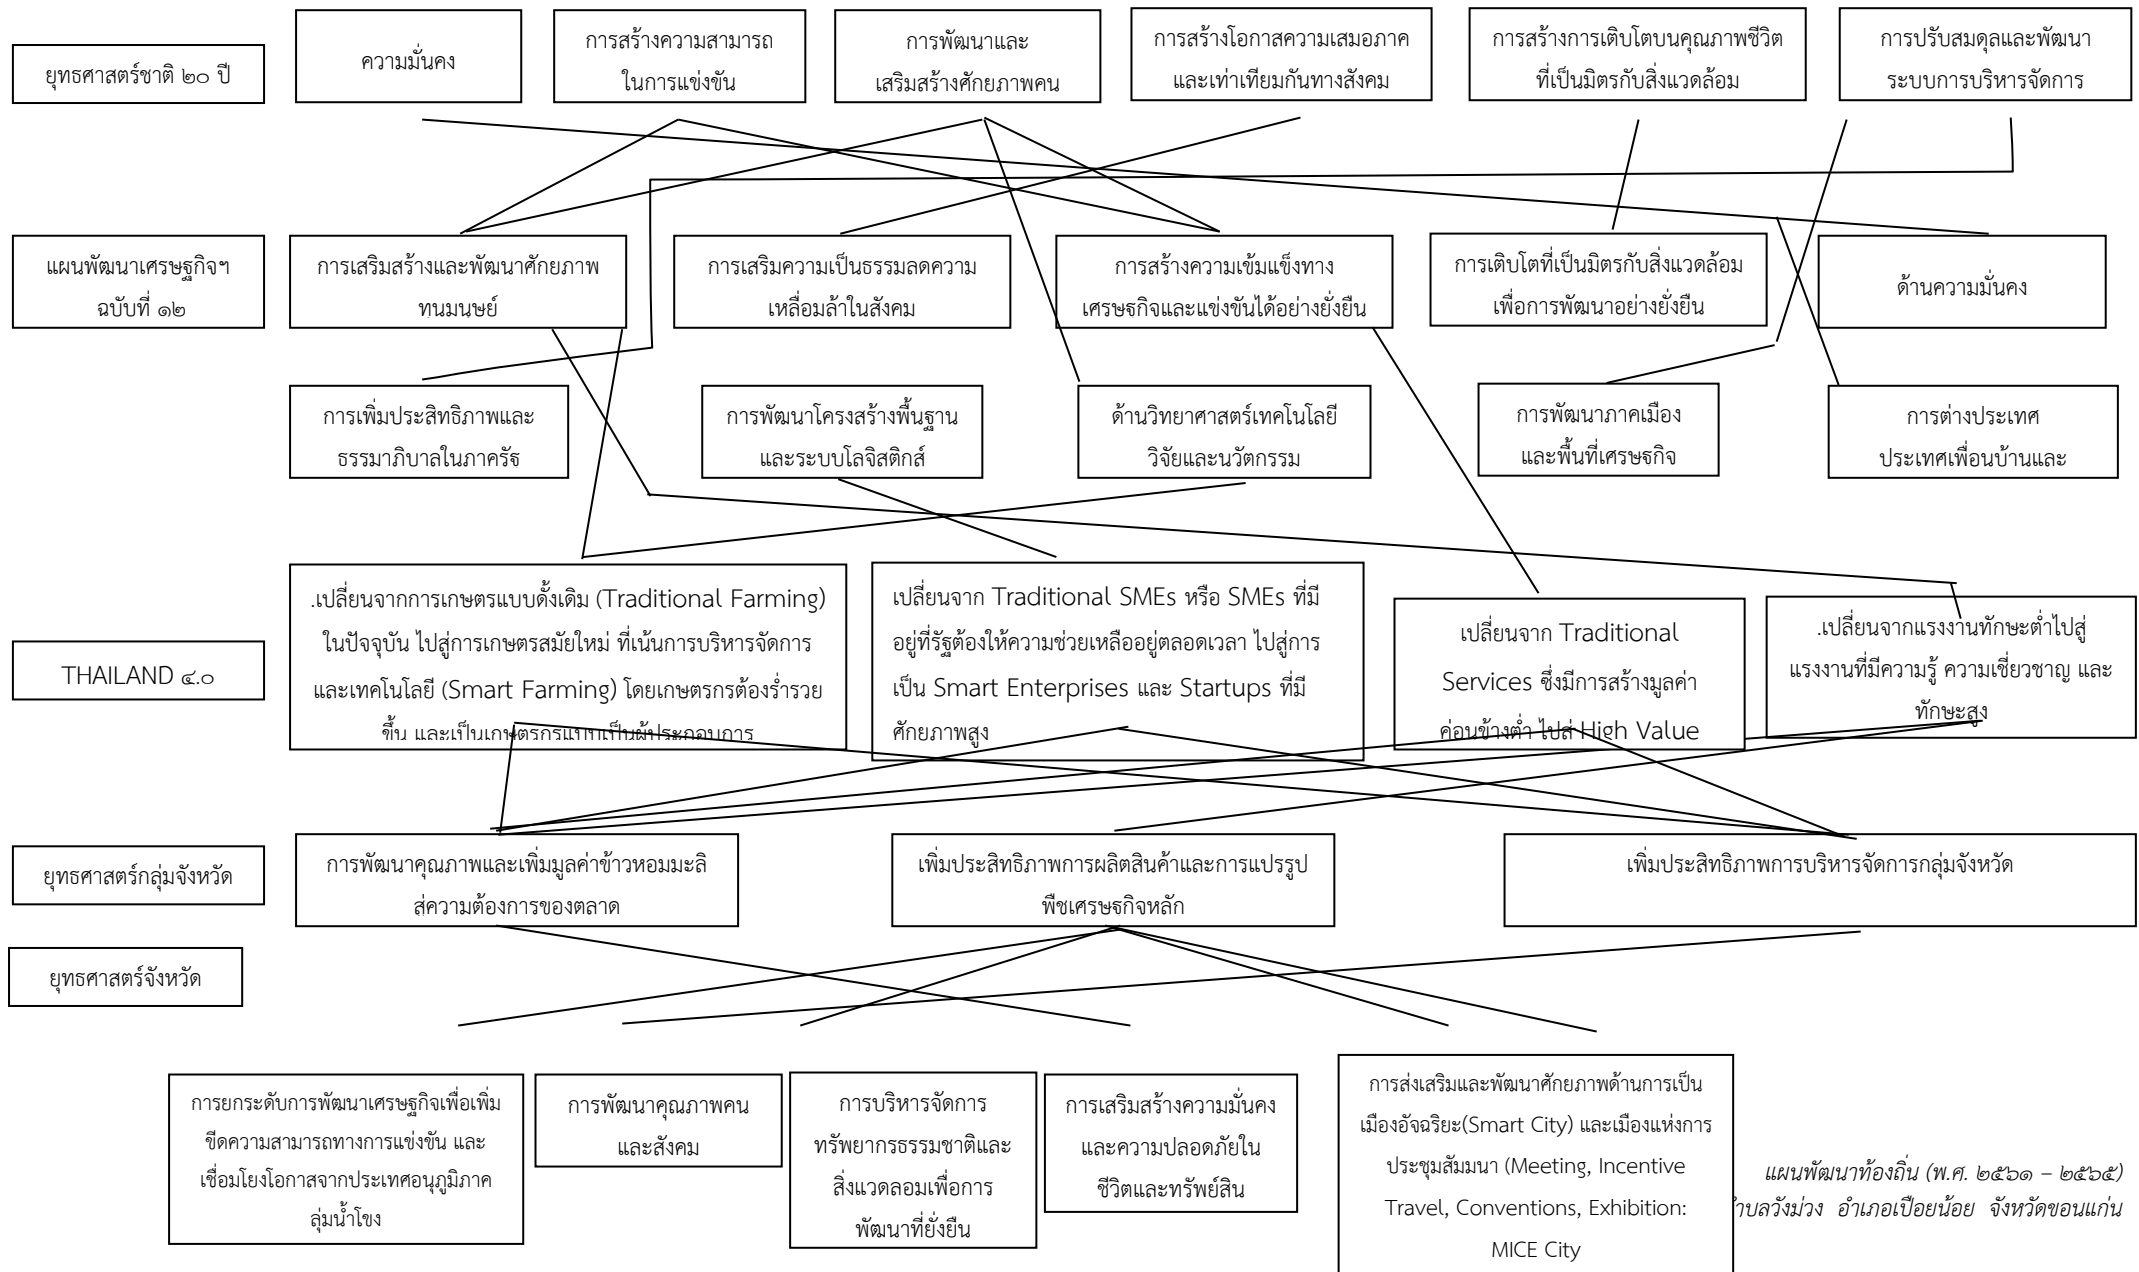 ยุทธศาสตร์ชาติ ๒๐ ปี
ความมั่นคง
การสร้างความสามารถ
ในการแข่งขัน
การพัฒนาและ
เสริมสร้างศักยภาพคน
การสร้างโอกาสความเสมอภาค
และเท่าเทียมกันทางสังคม
การสร้างการเติบโตบนคุณภาพชีวิต
ที่เป็นมิตรกับสิ่งแวดล้อม
การปรับสมดุลและพัฒนา
ระบบการบริหารจัดการ
แผนพัฒนาเศรษฐกิจฯ
ฉบับที่ ๑๒
การเสริมสร้างและพัฒนาศักยภาพ
ทุนมนุษย์
การเสริมความเป็นธรรมลดความ
เหลื่อมล้ำในสังคม
การสร้างความเข้มแข็งทาง
เศรษฐกิจและแข่งขันได้อย่างยั่งยืน
การเติบโตที่เป็นมิตรกับสิ่งแวดล้อม
เพื่อการพัฒนาอย่างยั่งยืน
ด้านความมั่นคง
การเพิ่มประสิทธิภาพและ
ธรรมาภิบาลในภาครัฐ
การพัฒนาโครงสร้างพื้นฐาน
และระบบโลจิสติกส์
ด้านวิทยาศาสตร์เทคโนโลยี
วิจัยและนวัตกรรม
การพัฒนาภาคเมือง
และพื้นที่เศรษฐกิจ
การต่างประเทศ
ประเทศเพื่อนบ้านและ
THAILAND ๔.๐
.เปลี่ยนจากการเกษตรแบบดั้งเดิม (Traditional Farming)
ในปัจจุบัน ไปสู่การเกษตรสมัยใหม่ ที่เน้นการบริหารจัดการ
และเทคโนโลยี (Smart Farming) โดยเกษตรกรต้องร่ำรวย
ขึ้น และเป็นเกษตรกรแบบเป็นผู้ประกอบการ
เปลี่ยนจาก Traditional SMEs หรือ SMEs ที่มี
อยู่ที่รัฐต้องให้ความช่วยเหลืออยู่ตลอดเวลา ไปสู่การ
เป็น Smart Enterprises และ Startups ที่มี
ศักยภาพสูง
เปลี่ยนจาก Traditional
Services ซึ่งมีการสร้างมูลค่า
ค่อนข้างต่ำ ไปสู่ High Value
.เปลี่ยนจากแรงงานทักษะต่ำไปสู่
แรงงานที่มีความรู้ ความเชี่ยวชาญ และ
ทักษะสูง
ยุทธศาสตร์กลุ่มจังหวัด
การพัฒนาคุณภาพและเพิ่มมูลค่าข้าวหอมมะลิ
สู่ความต้องการของตลาด
เพิ่มประสิทธิภาพการผลิตสินค้าและการแปรรูป
พืชเศรษฐกิจหลัก
เพิ่มประสิทธิภาพการบริหารจัดการกลุ่มจังหวัด
ยุทธศาสตร์จังหวัด
การยกระดับการพัฒนาเศรษฐกิจเพื่อเพิ่ม
ขีดความสามารถทางการแข่งขัน และ
เชื่อมโยงโอกาสจากประเทศอนุภูมิภาค
ลุ่มน้ำโขง
การพัฒนาคุณภาพคน
และสังคม
การบริหารจัดการ
ทรัพยากรธรรมชาติและ
สิ่งแวดลอมเพื่อการ
พัฒนาที่ยั่งยืน
การเสริมสร้างความมั่นคง
และความปลอดภัยใน
ชีวิตและทรัพย์สิน
การส่งเสริมและพัฒนาศักยภาพด้านการเป็น
เมืองอัจฉริยะ(Smart City) และเมืองแห่งการ
ประชุมสัมมนา (Meeting, Incentive
Travel, Conventions, Exhibition:
MICE City
แผนพัฒนาท้องถิ่น (พ.ศ. ๒๕๖๑ – ๒๕๖๕)
ำบลวังม่วง อำเภอเปือยน้อย จังหวัดขอนแก่น